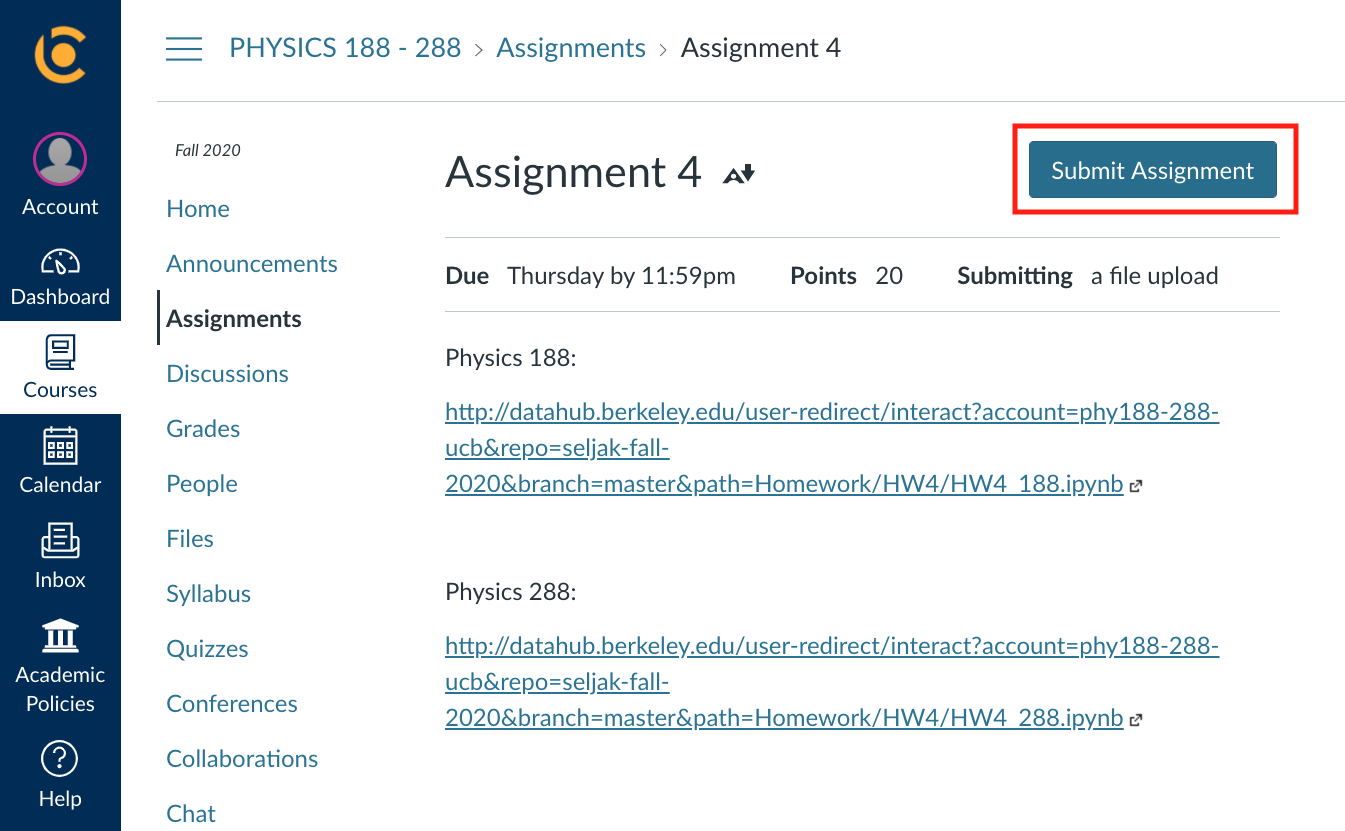 PHYSICS 188 - 288 > Assignments > Assignment 4
Account
Dashboard
Courses
Calendar
Inbox
Academic
Policies
Help
Fall 2020
Home
Announcements
Assignments
Discussions
Grades
People
Files
Syllabus
Quizzes
Conferences
Collaborations
Chat
Assignment 4
Submit Assignment
Due Thursday by 11:59pm Points 20 Submitting a file upload
Physics 188:
http://datahub.berkeley.edu/user-redirect/interact?account=phy188-288-
ucb&repo=seljak-fall-
2020&branch=master&path=Homework/HW4/HW4_188.ipynb
Physics 288:
http://datahub.berkeley.edu/user-redirect/interact?account=phy188-288-
ucb&repo=seljak-fall-
2020&branch=master&path=Homework/HW4/HW4_288.ipynb